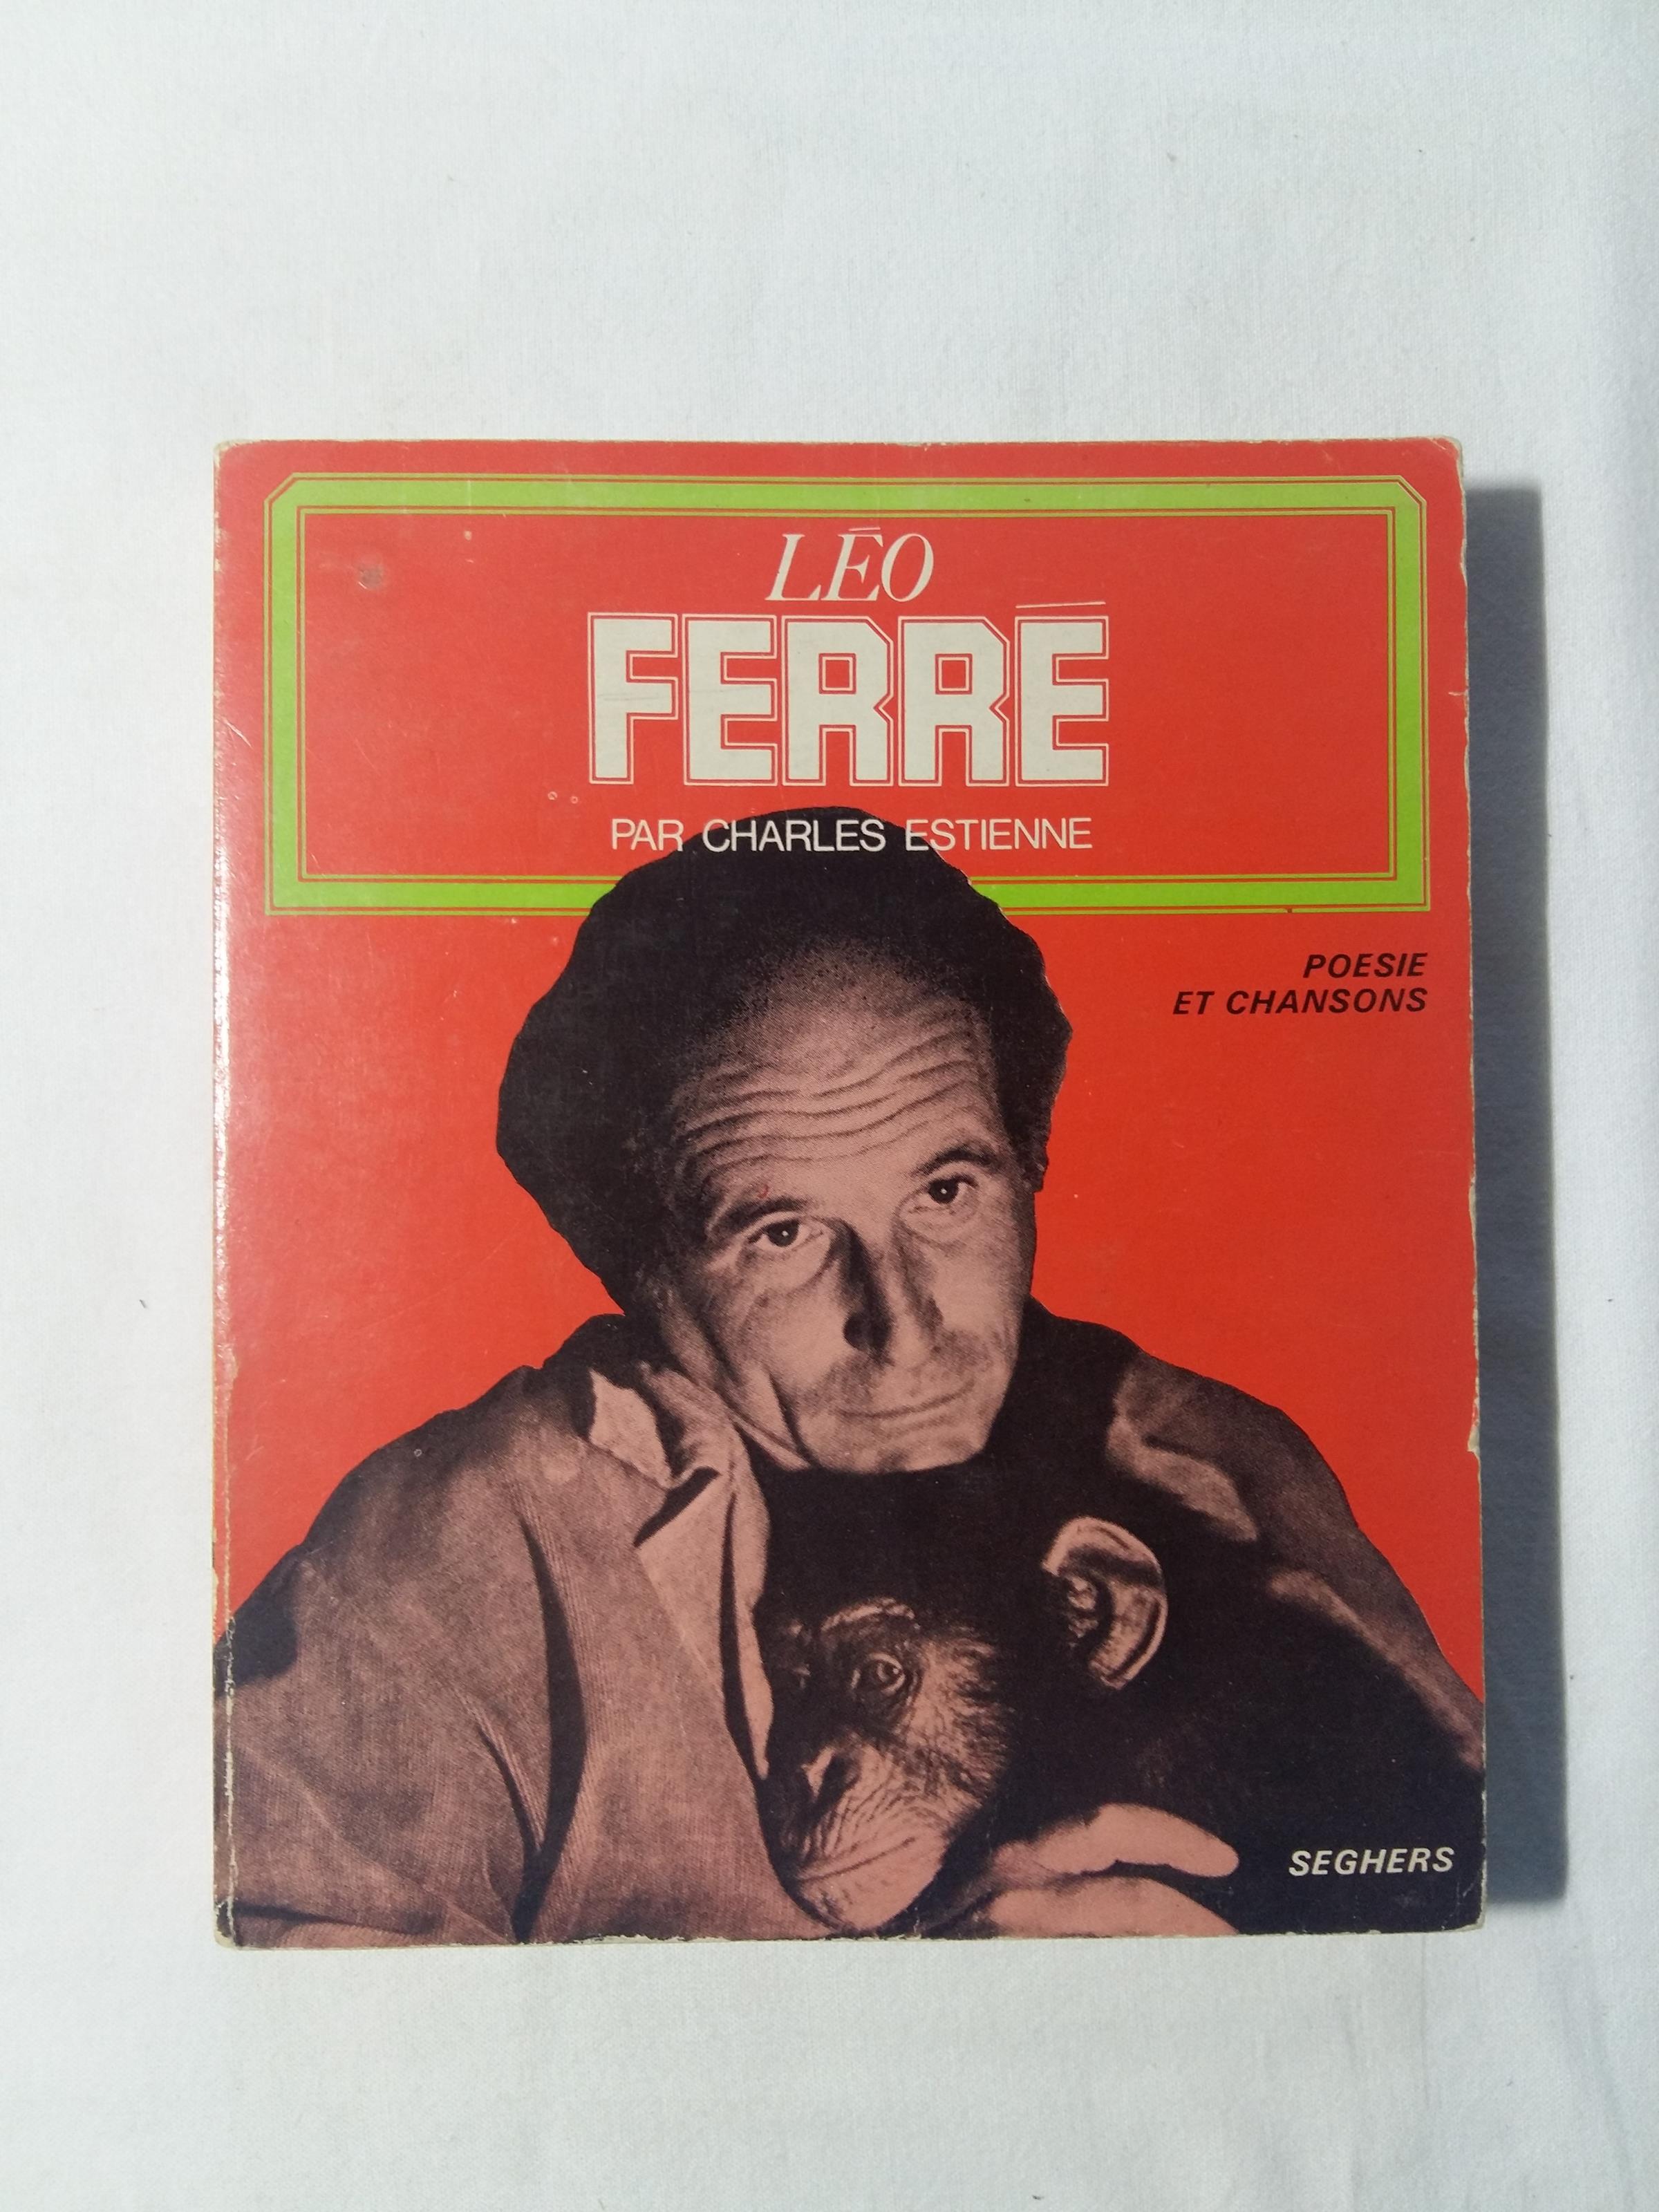 LÉO
FERRÉ
PAR CHARLES ESTIENNE
POESIE
ET CHANSONS
SEGHERS